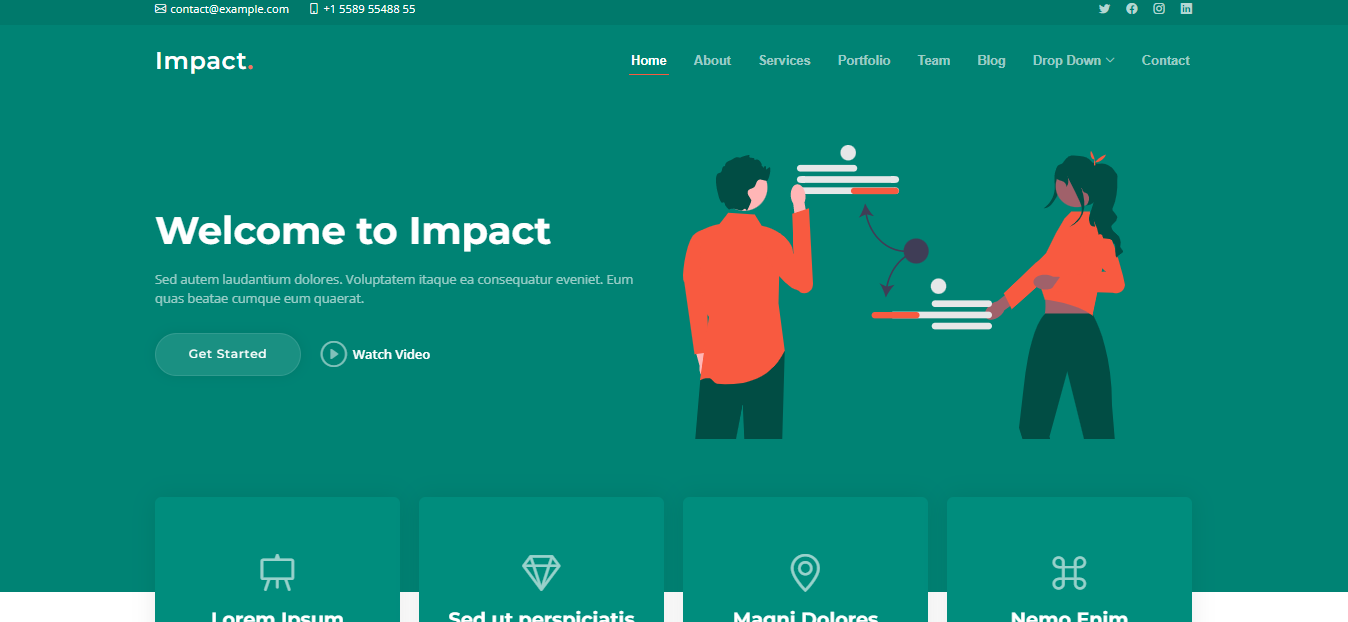 contact@example.com +1 5589 55488 55
Impact.
Home About Services Portfolio Team Blog Drop Down Contact
Welcome to Impact
Sed autem laudantium dolores. Voluptatem itaque ea consequatur eveniet. Eum
quas beatae cumque eum quaerat.
Get Started Watch Video
Lorem Ipsum Sed ut perspiciatis Magni Dolores Nemo Enim